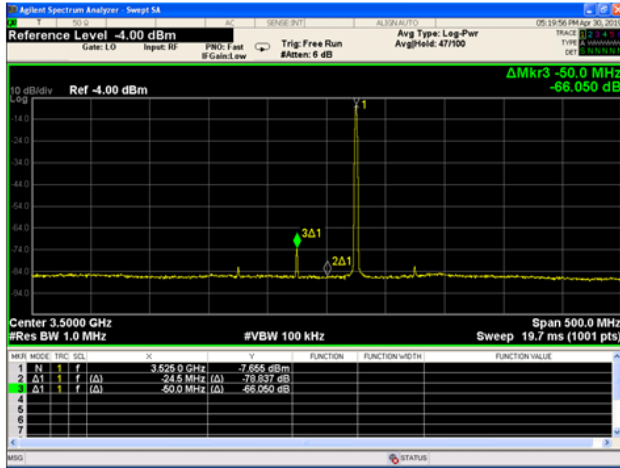 Agilent Spectrum Analyzer - Swept SA
T 50 Ω AC SENSE:INT ALIGN AUTO 05:19:56 PM Apr 30, 2019
Reference Level -4.00 dBm
Gate: LO Input: RF PNO: Fast IFGain:Low Trig: Free Run #Atten: 6 dB Avg Type: Log-Pwr Avg|Hold: 47/100 TRACE TYPE DET
ΔMkr3 -50.0 MHz
-66.050 dB
10 dB/div Ref -4.00 dBm
Log
-14.0
-24.0
-34.0
-44.0
-54.0
-64.0
-74.0
-84.0
-94.0
1
3Δ1
2Δ1
Center 3.5000 GHz Span 500.0 MHz
#Res BW 1.0 MHz #VBW 100 kHz Sweep 19.7 ms (1001 pts)
MKR MODE TRC SCL X Y FUNCTION FUNCTION WIDTH FUNCTION VALUE
1 N 1 f 3.525 0 GHz -7.655 dBm
2 Δ1 1 f (Δ) -24.5 MHz (Δ) -78.837 dB
3 Δ1 1 f (Δ) -50.0 MHz (Δ) -66.050 dB
4
5
6
7
MSG STATUS